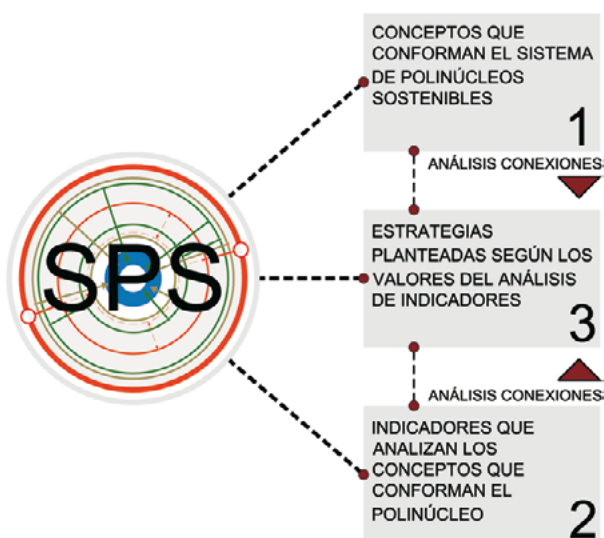 CONCEPTOS QUE
CONFORMAN EL SISTEMA
DE POLINÚCLEOS
SOSTENIBLES
1
ANÁLISIS CONEXIONES
SPS
ESTRATEGIAS
PLANTEADAS SEGÚN LOS
VALORES DEL ANÁLISIS
DE INDICADORES
3
ANÁLISIS CONEXIONES
INDICADORES QUE
ANALIZAN LOS
CONCEPTOS QUE
CONFORMAN EL
POLINÚCLEO
2